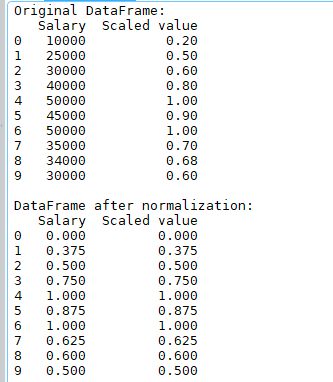 Original DataFrame:
   Salary  Scaled value
0   10000          0.20
1   25000          0.50
2   30000          0.60
3   40000          0.80
4   50000          1.00
5   45000          0.90
6   50000          1.00
7   35000          0.70
8   34000          0.68
9   30000          0.60

DataFrame after normalization:
   Salary  Scaled value
0   0.000         0.000
1   0.375         0.375
2   0.500         0.500
3   0.750         0.750
4   1.000         1.000
5   0.875         0.875
6   1.000         1.000
7   0.625         0.625
8   0.600         0.600
9   0.500         0.500